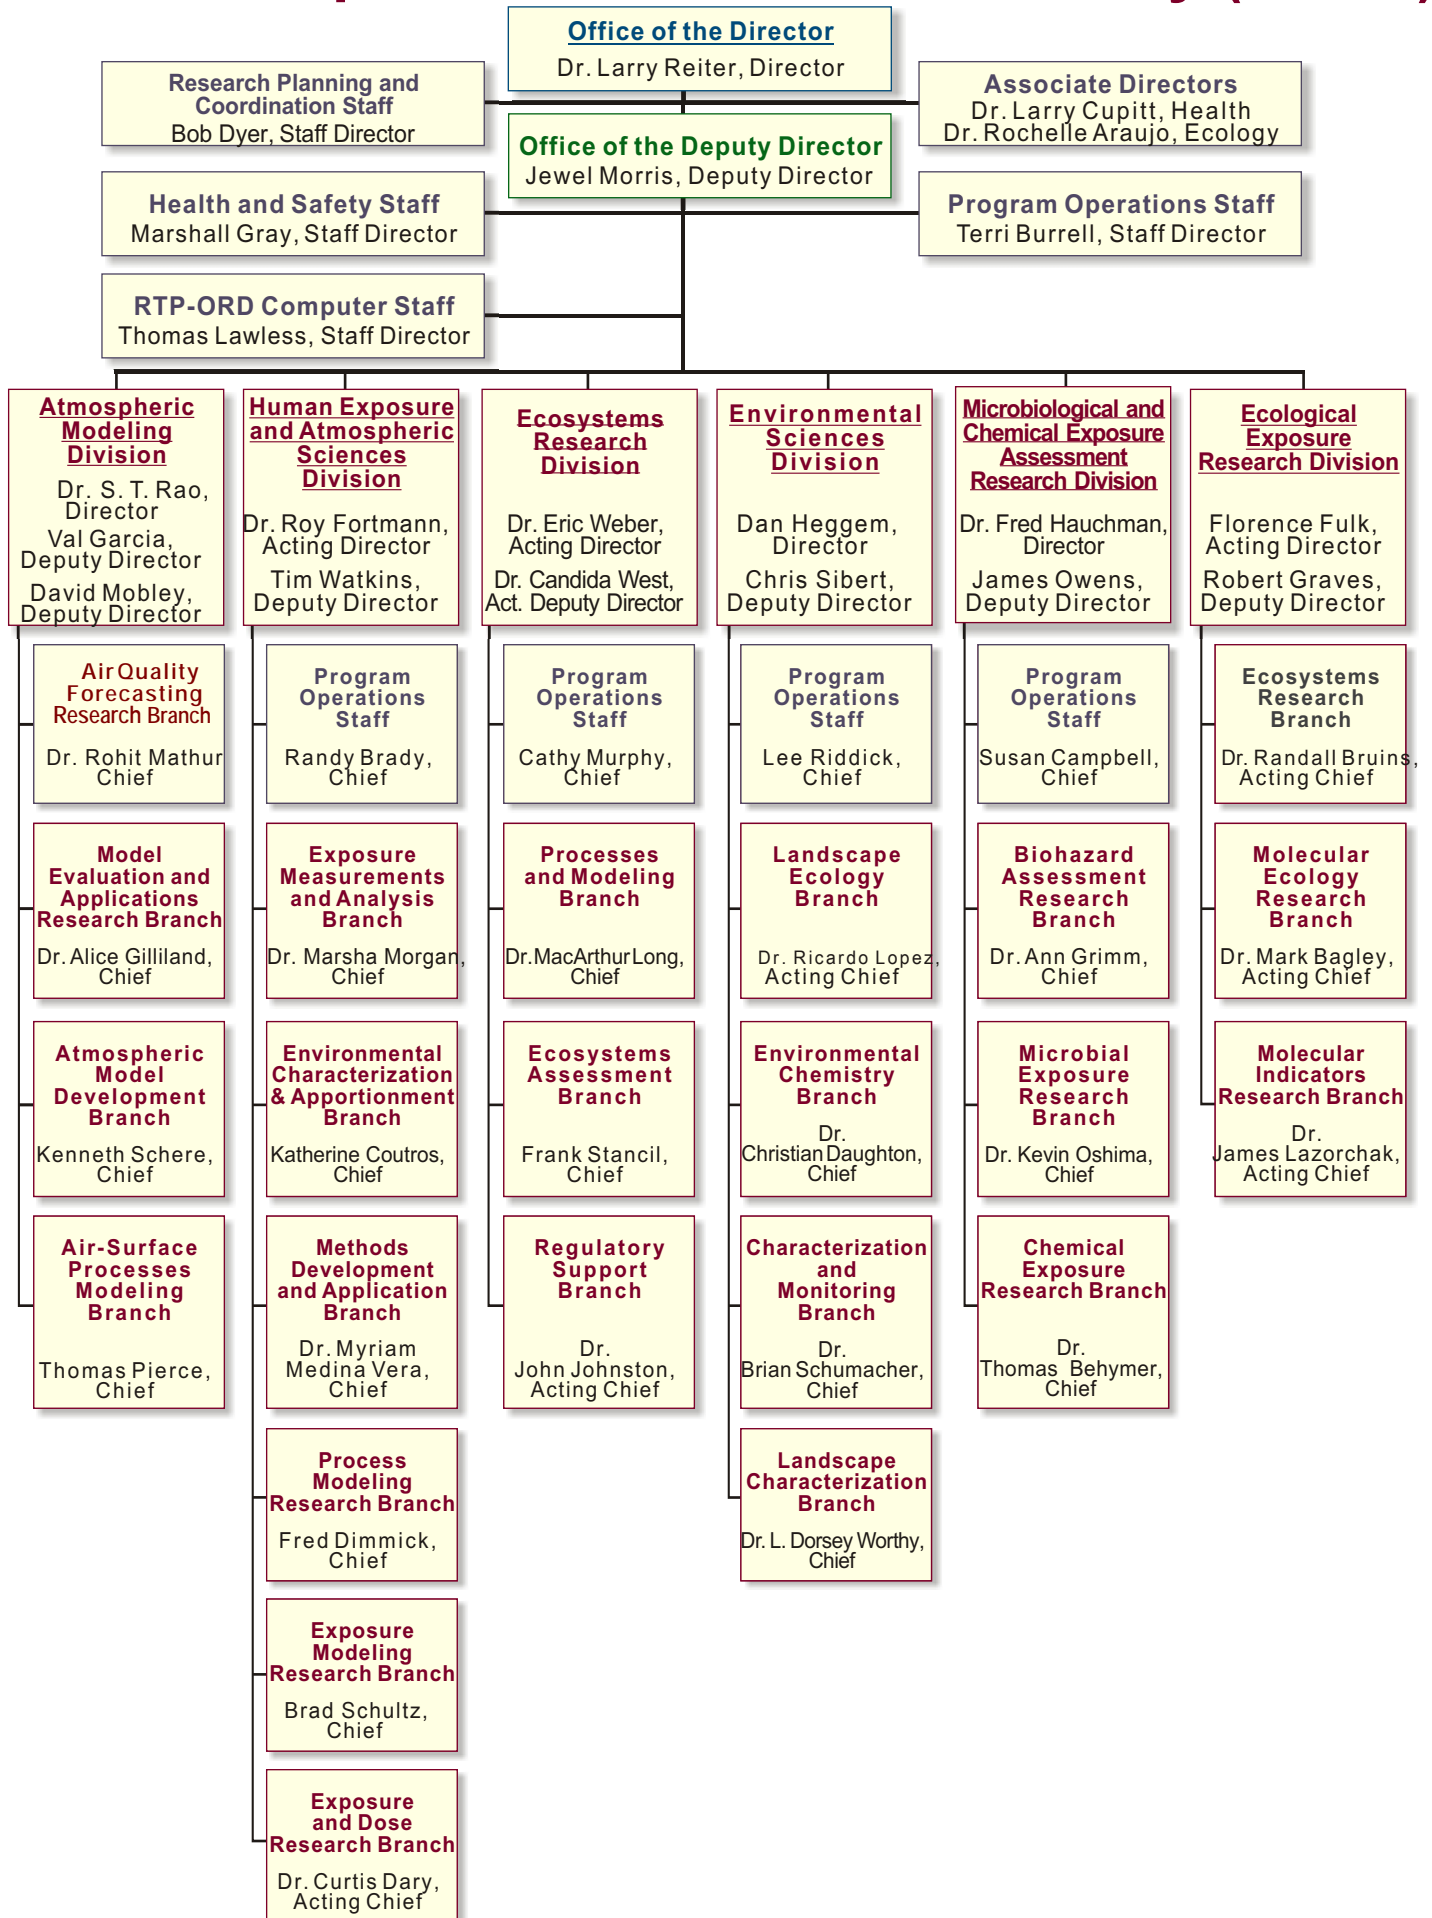 Office of the Director
Dr. Larry Reiter, Director
Research Planning and
Coordination Staff
Bob Dyer, Staff Director
Associate Directors
Dr. Larry Cupitt, Health
Dr. Rochelle Araujo, Ecology
Office of the Deputy Director
Jewel Morris, Deputy Director
Health and Safety Staff
Marshall Gray, Staff Director
Program Operations Staff
Terri Burrell, Staff Director
RTP-ORD Computer Staff
Thomas Lawless, Staff Director
Atmospheric
Modeling
Division
Dr. S. T. Rao,
Director
Val Garcia,
Deputy Director
David Mobley,
Deputy Director
Air Quality
Forecasting
Research Branch
Dr. Rohit Mathur
Chief
Model
Evaluation and
Applications
Research Branch
Dr. Alice Gilliland,
Chief
Atmospheric
Model
Development
Branch
Kenneth Schere,
Chief
Air-Surface
Processes
Modeling
Branch
Thomas Pierce,
Chief
Human Exposure
and Atmospheric
Sciences
Division
Dr. Roy Fortmann,
Acting Director
Tim Watkins,
Deputy Director
Program
Operations
Staff
Randy Brady,
Chief
Exposure
Measurements
and Analysis
Branch
Dr. Marsha Morgan,
Chief
Environmental
Characterization
& Apportionment
Branch
Katherine Coutros,
Chief
Methods
Development
and Application
Branch
Dr. Myriam
Medina Vera,
Chief
Process
Modeling
Research Branch
Fred Dimmick,
Chief
Exposure
Modeling
Research Branch
Brad Schultz,
Chief
Exposure
and Dose
Research Branch
Dr. Curtis Dary,
Acting Chief
Ecosystems
Research
Division
Dr. Eric Weber,
Acting Director
Dr. Candida West,
Act. Deputy Director
Program
Operations
Staff
Cathy Murphy,
Chief
Processes
and Modeling
Branch
Dr. MacArthur Long,
Chief
Ecosystems
Assessment
Branch
Frank Stancil,
Chief
Regulatory
Support
Branch
Dr.
John Johnston,
Acting Chief
Environmental
Sciences
Division
Dan Heggem,
Director
Chris Sibert,
Deputy Director
Program
Operations
Staff
Lee Riddick,
Chief
Landscape
Ecology
Branch
Dr. Ricardo Lopez,
Acting Chief
Environmental
Chemistry
Branch
Dr.
Christian Daughton,
Chief
Characterization
and
Monitoring
Branch
Dr.
Brian Schumacher,
Chief
Landscape
Characterization
Branch
Dr. L. Dorsey Worthy,
Chief
Microbiological and
Chemical Exposure
Assessment
Research Division
Dr. Fred Hauchman,
Director
James Owens,
Deputy Director
Program
Operations
Staff
Susan Campbell,
Chief
Biohazard
Assessment
Research
Branch
Dr. Ann Grimm,
Chief
Microbial
Exposure
Research
Branch
Dr. Kevin Oshima,
Chief
Chemical
Exposure
Research Branch
Dr.
Thomas Behymer,
Chief
Ecological
Exposure
Research Division
Florence Fulk,
Acting Director
Robert Graves,
Deputy Director
Ecosystems
Research
Branch
Dr. Randall Bruins,
Acting Chief
Molecular
Ecology
Research
Branch
Dr. Mark Bagley,
Acting Chief
Molecular
Indicators
Research Branch
Dr.
James Lazorchak,
Acting Chief